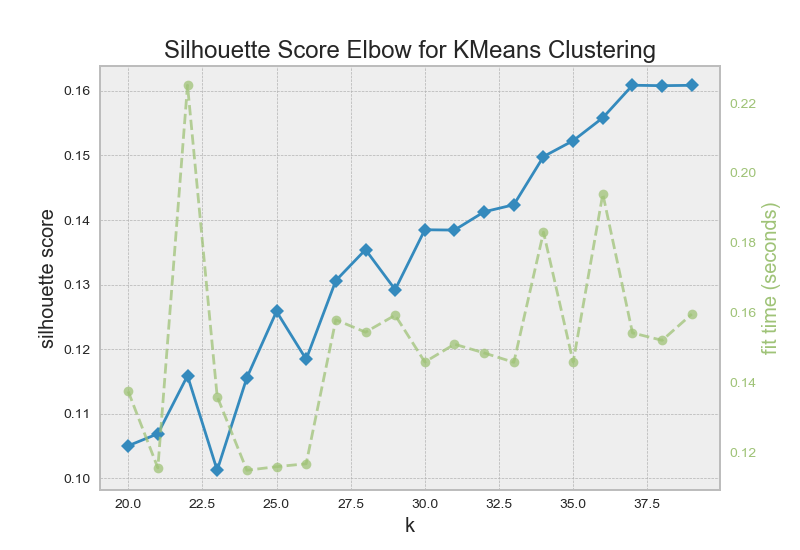 Silhouette Score Elbow for KMeans Clustering
silhouette score
0.16
0.15
0.14
0.13
0.12
0.11
0.10
0.22
0.20
0.18
0.16
0.14
0.12
fit time (seconds)
20.0 22.5 25.0 27.5 30.0 32.5 35.0 37.5
k